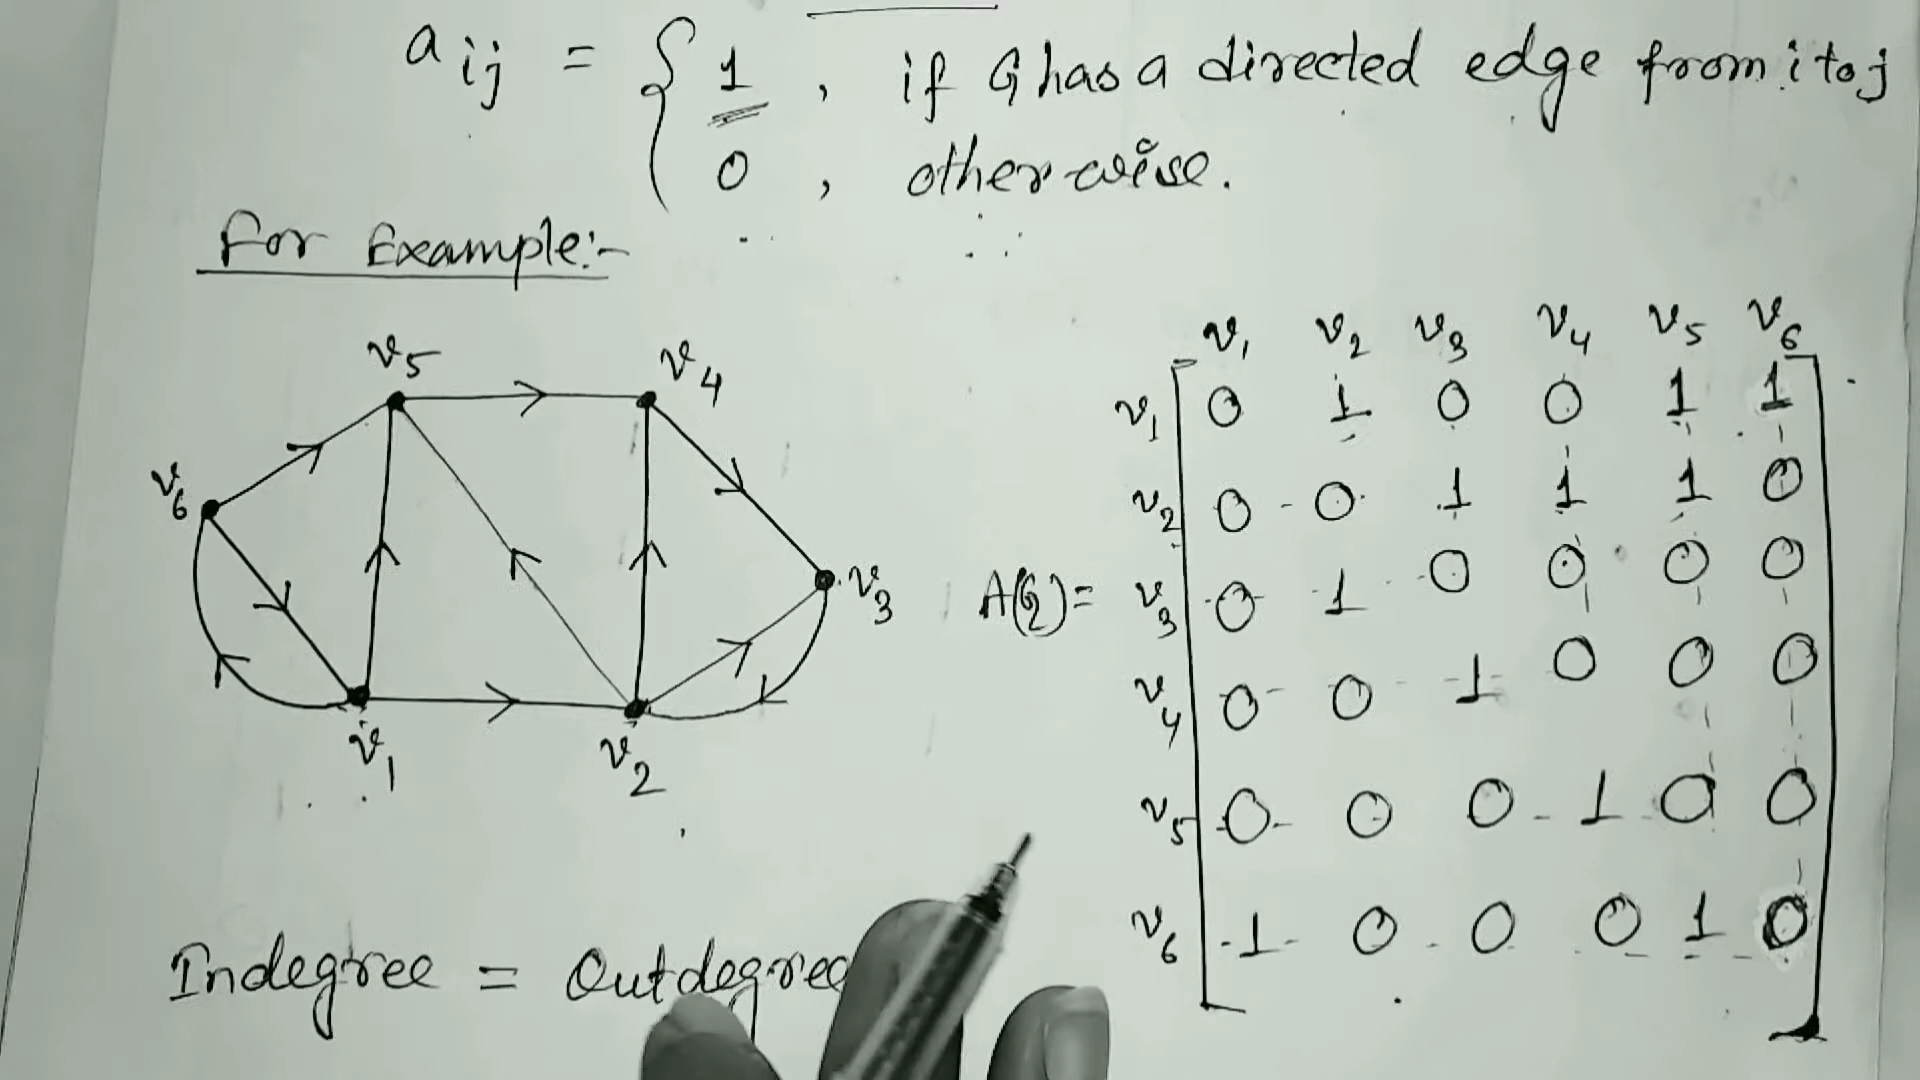 a ij = { 1 , if G has a directed edge from i to j
0 , otherwise.
For Example:-
v5 v4
v6
v3
v1 v2
v1 v2 v3 v4 v5 v6
v1 0 1 0 0 1 1
v2 0 0 1 1 1 0
A(G)= v3 0 1 0 0 0 0
v4 0 0 1 0 0 0
v5 0 0 0 1 0 0
v6 1 0 0 0 1 0
Indegree = Outdegree